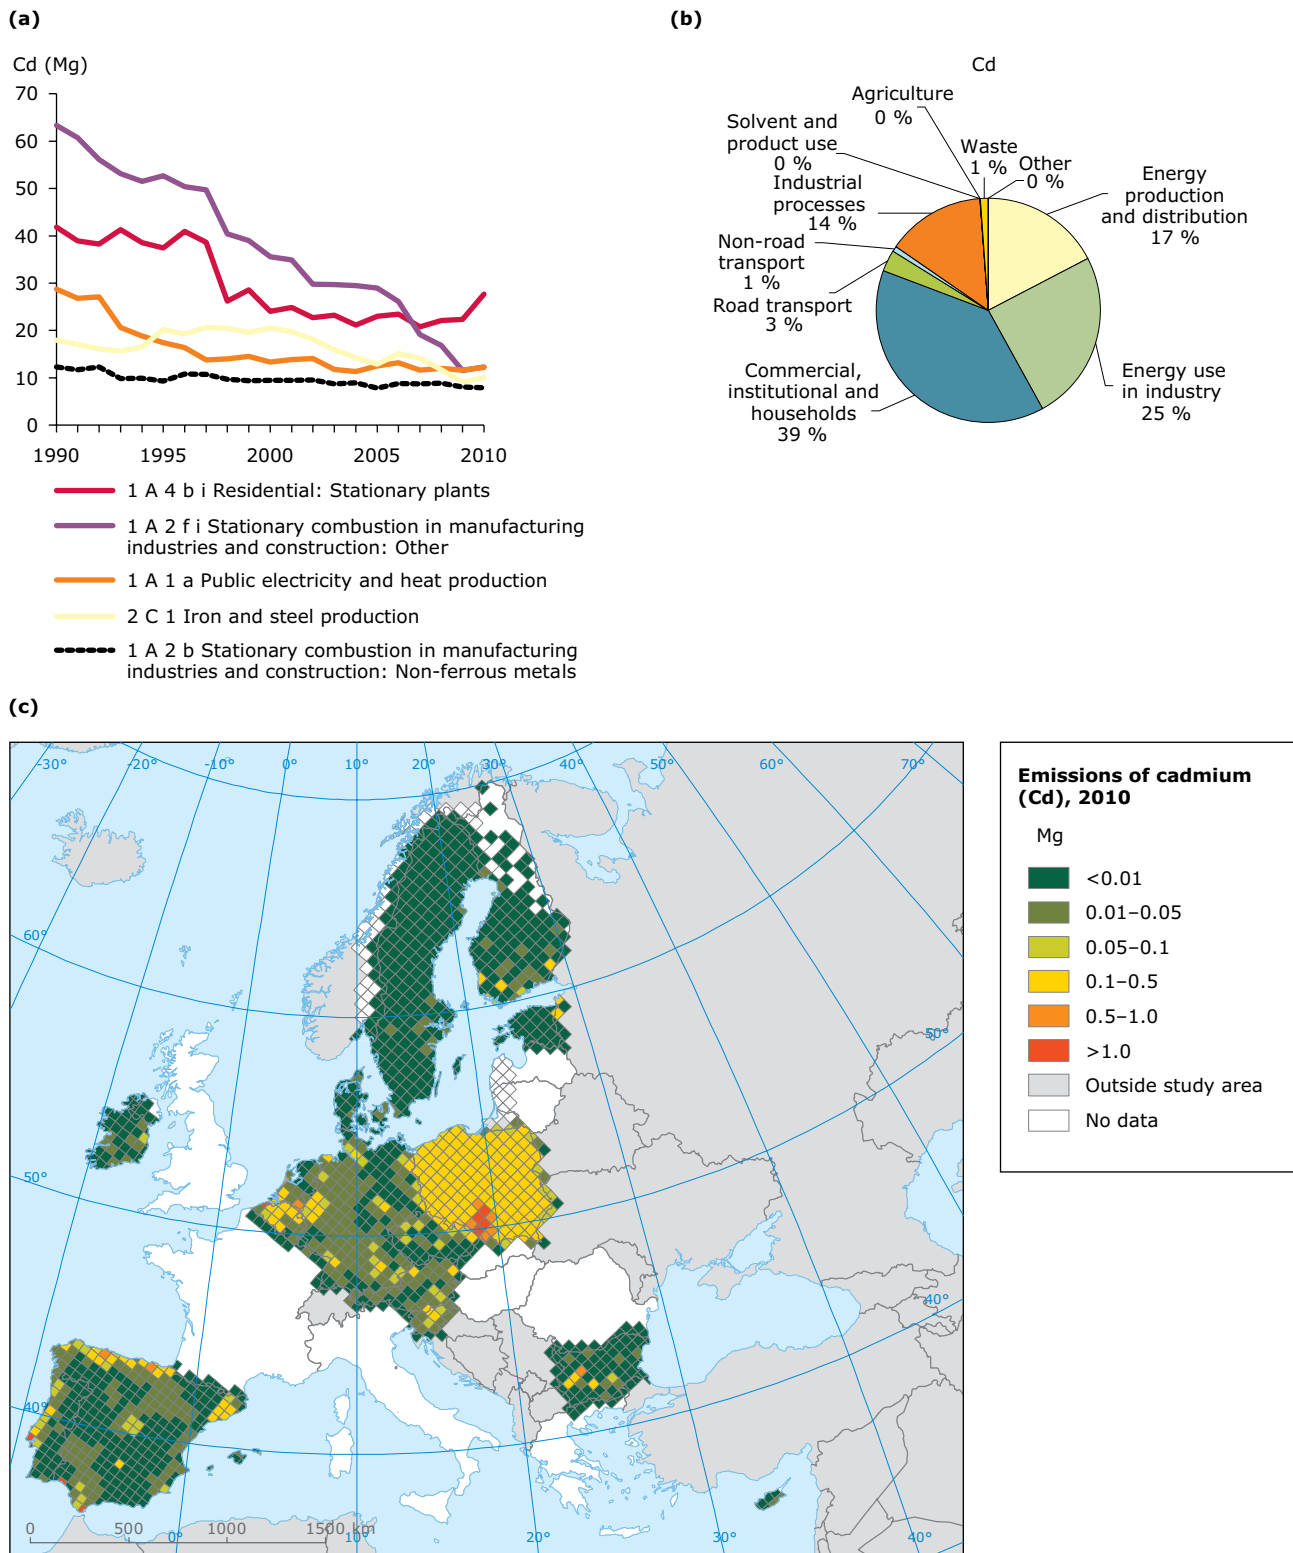 (a)
Cd (Mg)
70
60
50
40
30
20
10
0
1990
1995
2000
2005
2010
1 A 4 b i Residential: Stationary plants
1 A 2 f i Stationary combustion in manufacturing
industries and construction: Other
1 A 1 a Public electricity and heat production
2 C 1 Iron and steel production
1 A 2 b Stationary combustion in manufacturing
industries and construction: Non-ferrous metals
(b)
Cd
Agriculture
0 %
Solvent and
product use
0 %
Waste
1 %
Other
0 %
Energy
production
and distribution
17 %
Industrial
processes
14 %
Non-road
transport
1 %
Road transport
3 %
Commercial,
institutional and
households
39 %
Energy use
in industry
25 %
(c)
-30°
-20°
-10°
0°
10°
20°
30°
40°
50°
60°
70°
60°
50°
50°
40°
40°
0
500
1000
1500 km
0°
10°
20°
30°
40°
Emissions of cadmium
(Cd), 2010
Mg
<0.01
0.01–0.05
0.05–0.1
0.1–0.5
0.5–1.0
>1.0
Outside study area
No data